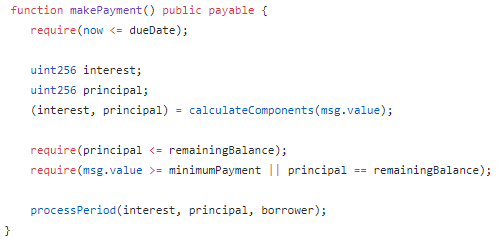 function makePayment() public payable {
require(now <= dueDate);
uint256 interest;
uint256 principal;
(interest, principal) = calculateComponents(msg.value);
require(principal <= remainingBalance);
require(msg.value >= minimumPayment || principal == remainingBalance);
processPeriod(interest, principal, borrower);
}